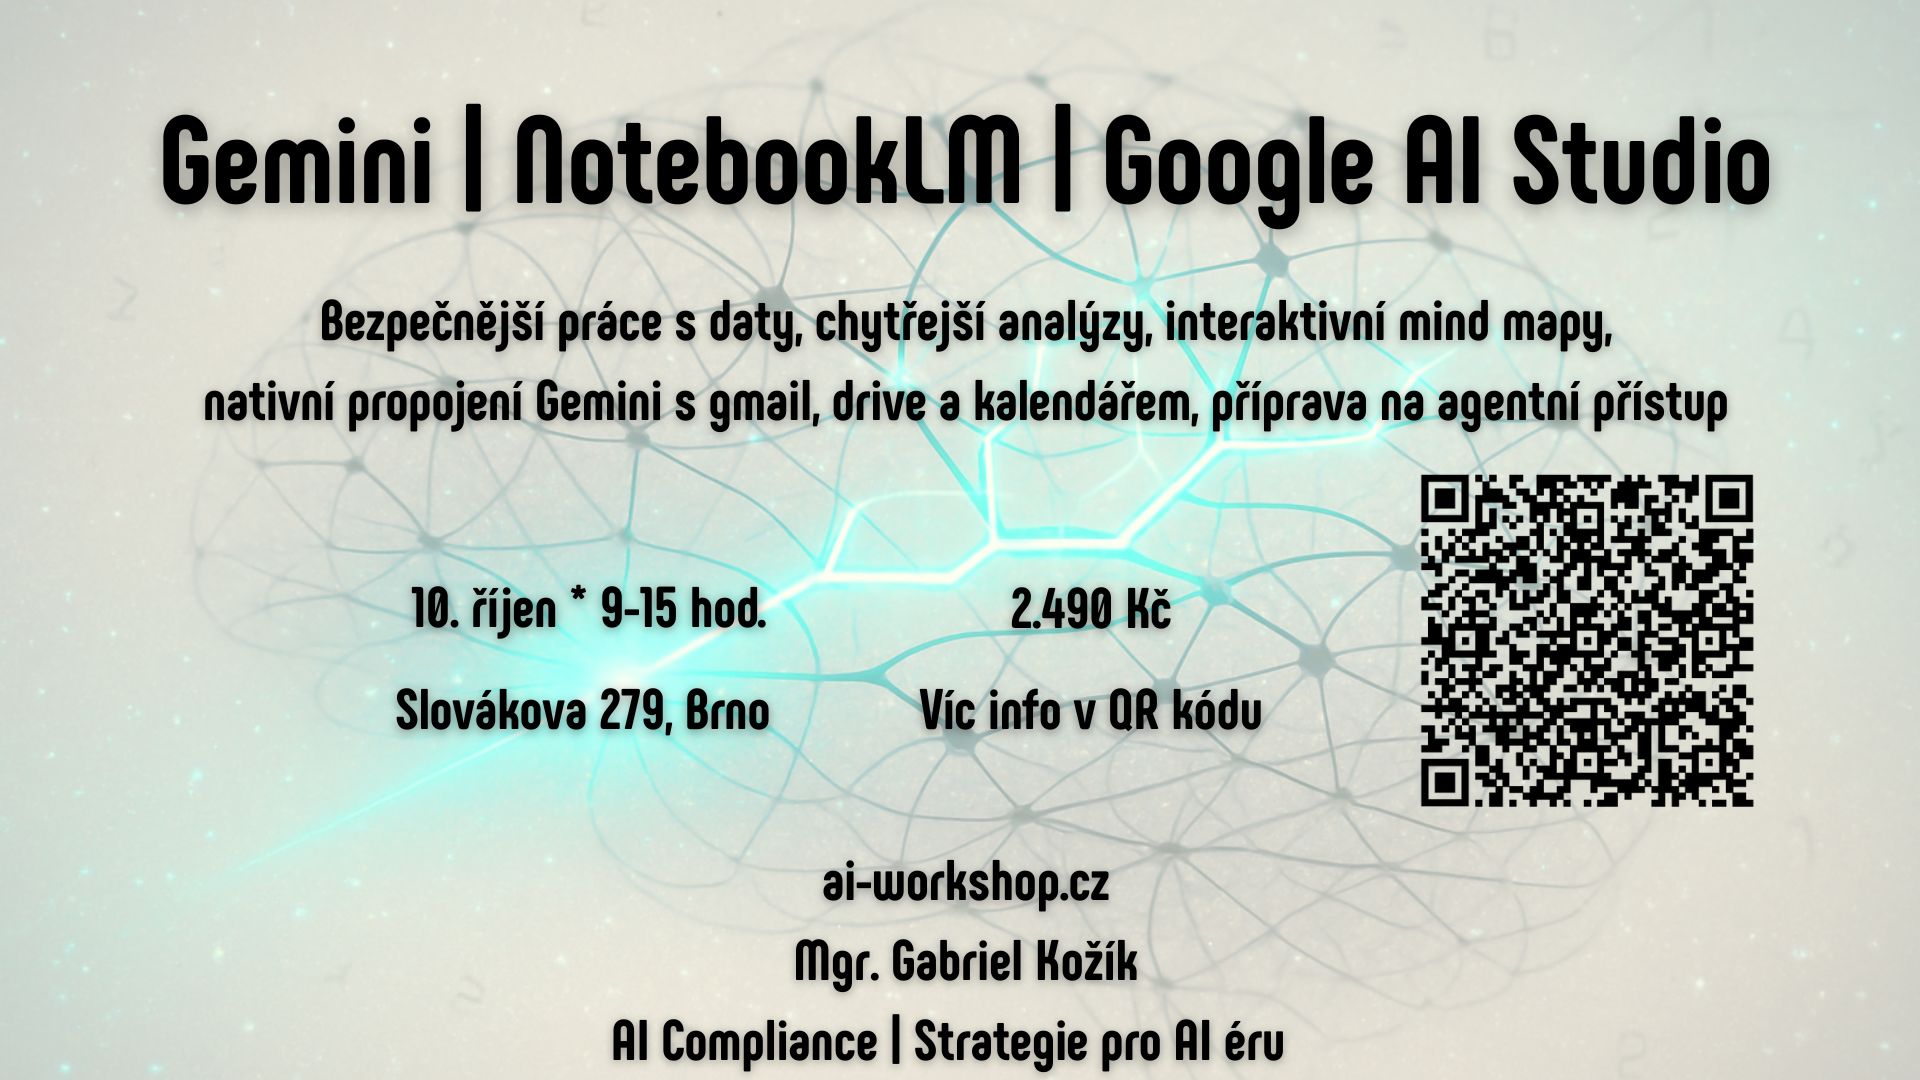 Gemini | NotebookLM | Google AI Studio
Bezpečnější práce s daty, chytřejší analýzy, interaktivní mind mapy,
nativní propojení Gemini s gmail, drive a kalendářem, příprava na agentní přístup
10. říjen * 9-15 hod.
2.490 Kč
Slovákova 279, Brno
Víc info v QR kódu
ai-workshop.cz
Mgr. Gabriel Kožík
AI Compliance | Strategie pro AI éru